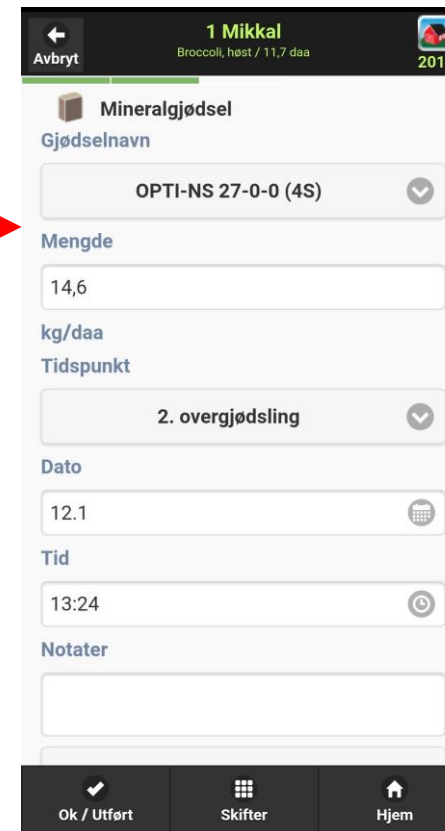 1 Mikkal
Avbryt
Broccoli, høst / 11,7 daa
201
Mineralgjødsel
Gjødselnavn
OPTI-NS 27-0-0 (4S)
Mengde
14,6
kg/daa
Tidspunkt
2. overgjødsling
Dato
12.1
Tid
13:24
Notater
Ok / Utført
Skifter
Hjem